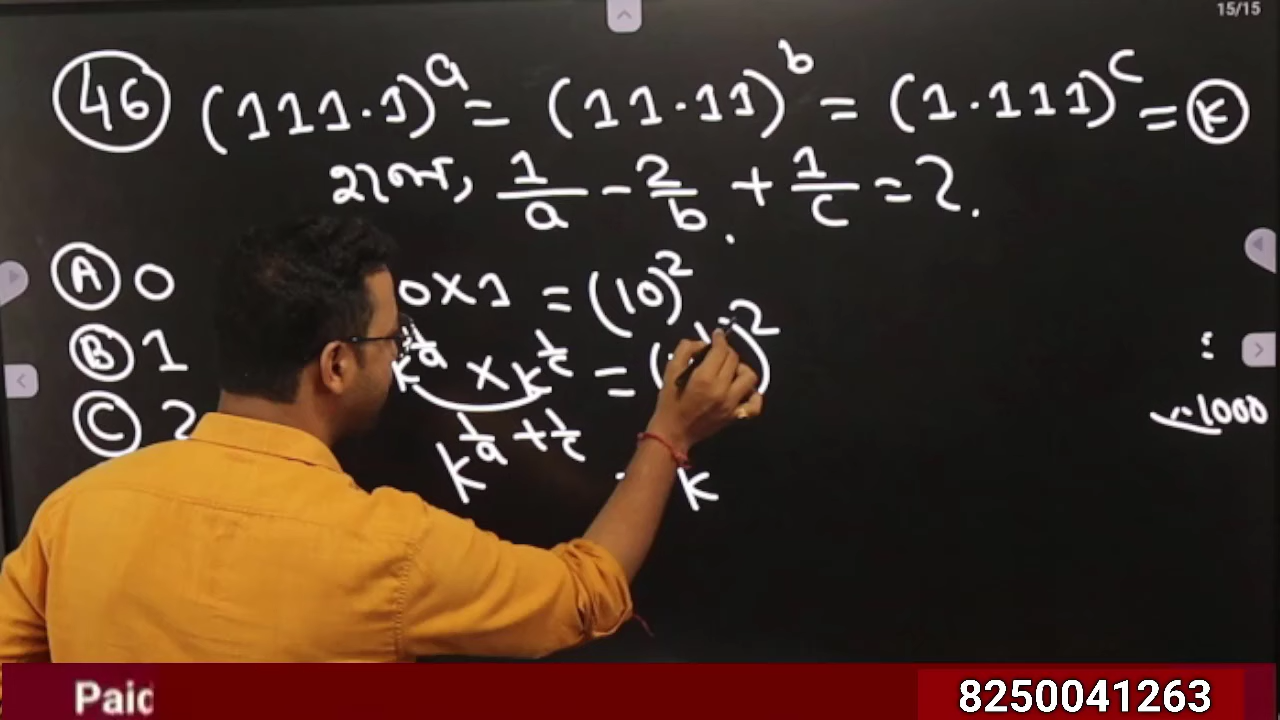 15/15
46 (111.1)^a = (11.11)^b = (1.111)^c = K
হলে, 1/a - 2/b + 1/c = ?
A 0
0×1 = (10)^2
B 1
K^1/a × K^1/c = ( )^2
C 2
K^1/a + 1/c
K
1000
Paid
8250041263